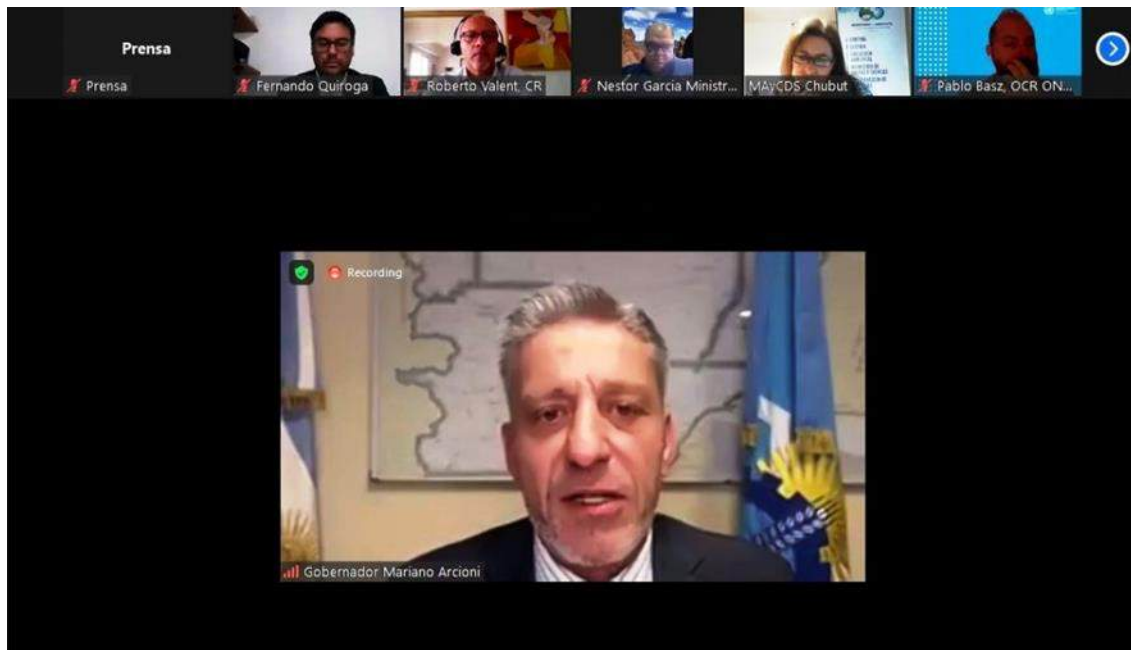 Prensa
Prensa
Fernando Quiroga
Roberto Valent, CR
Nestor Garcia Ministr...
MAyCDS Chubut
Pablo Basz, OCR ON...
Recording
Gobernador Mariano Arcioni